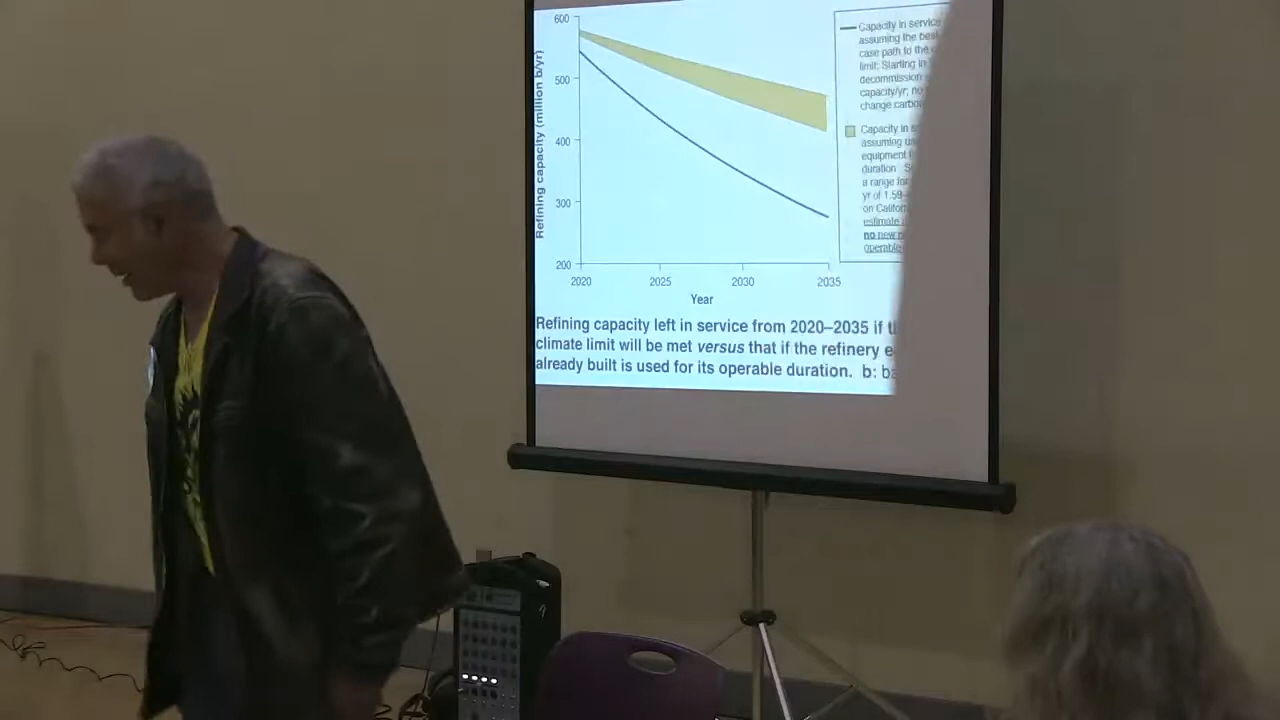 600
500
400
300
200
Refining capacity (million b/yr)
2020 2025 2030 2035
Year
Capacity in service
assuming the best
case path to the
limit: Starting in
decommission
capacity/yr; no
change carbo
Capacity in
assuming
equipment
duration
a range for
yr of 1.59-
on Califor
estimate
no new
operable
Refining capacity left in service from 2020–2035 if
climate limit will be met versus that if the refinery e
already built is used for its operable duration. b: ba